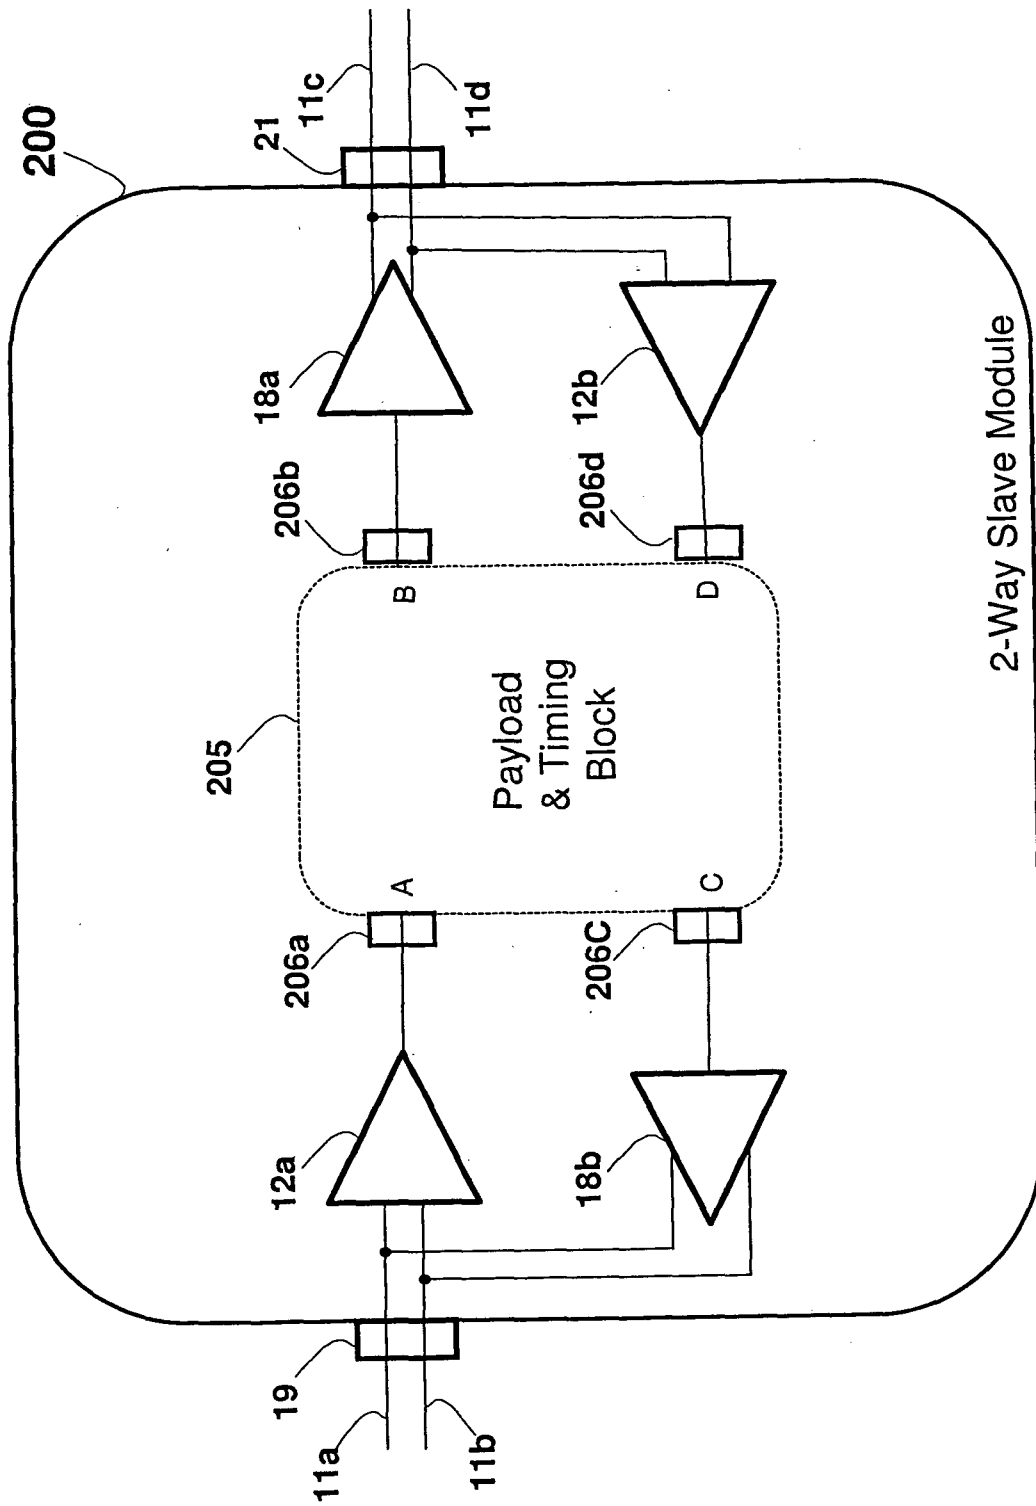 200
11c
11d
21
18a
12b
206b
206d
B
D
205
Payload
& Timing
Block
A
C
206a
206C
12a
18b
19
11a
11b
2-Way Slave Module